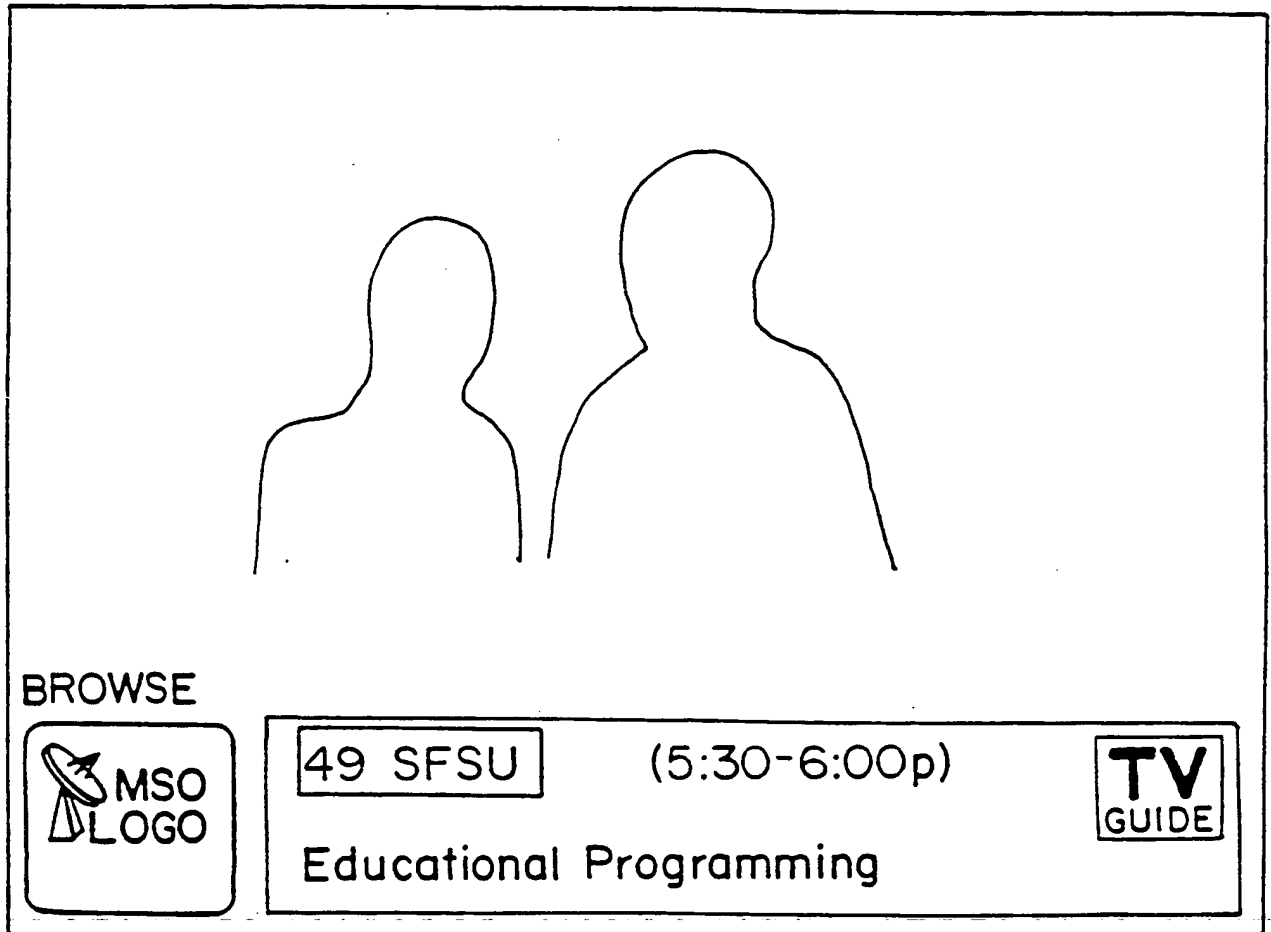 BROWSE
MSO
LOGO
49 SFSU (5:30-6:00p)
Educational Programming
TV
GUIDE